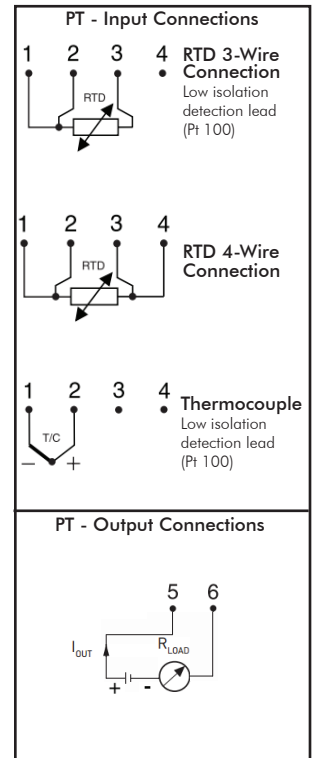 PT - Input Connections
1 2 3 4
RTD 3-Wire
Connection
Low isolation
detection lead
(Pt 100)
RTD
1 2 3 4
RTD 4-Wire
Connection
RTD
1 2 3 4
Thermocouple
Low isolation
detection lead
(Pt 100)
T/C
− +
PT - Output Connections
5 6
IOUT
RLOAD
+ -